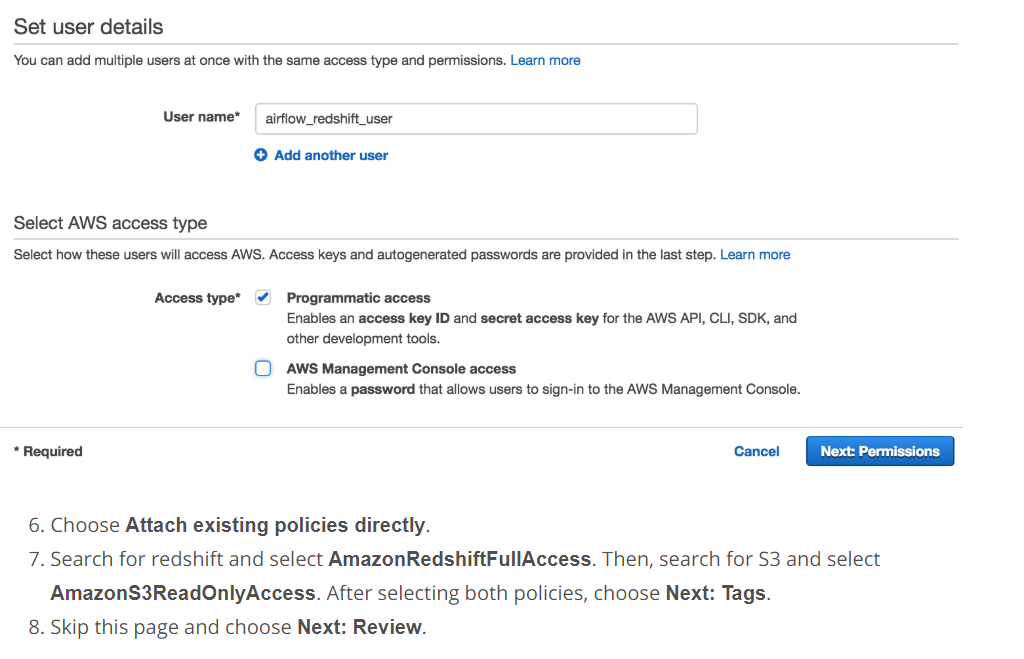 Set user details
You can add multiple users at once with the same access type and permissions. Learn more
User name* airflow_redshift_user
Add another user
Select AWS access type
Select how these users will access AWS. Access keys and autogenerated passwords are provided in the last step. Learn more
Access type* Programmatic access
Enables an access key ID and secret access key for the AWS API, CLI, SDK, and
other development tools.
AWS Management Console access
Enables a password that allows users to sign-in to the AWS Management Console.
* Required Cancel Next: Permissions
6. Choose Attach existing policies directly.
7. Search for redshift and select AmazonRedshiftFullAccess. Then, search for S3 and select
AmazonS3ReadOnlyAccess. After selecting both policies, choose Next: Tags.
8. Skip this page and choose Next: Review.